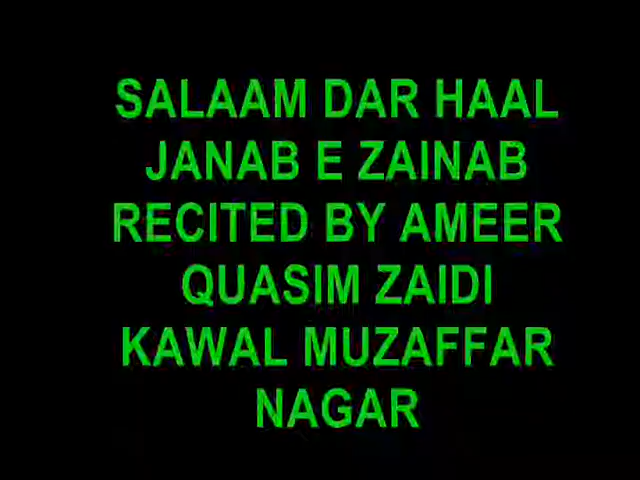 SALAAM DAR HAAL
JANAB E ZAINAB
RECITED BY AMEER
QUASIM ZAIDI
KAWAL MUZAFFAR
NAGAR